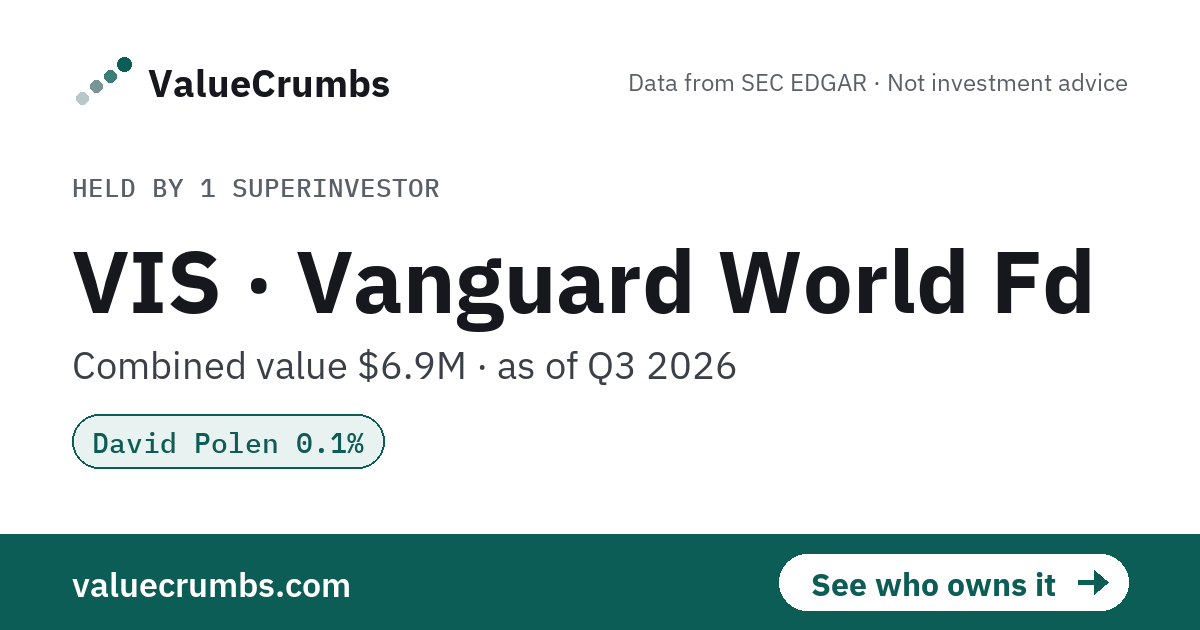 ValueCrumbs
Data from SEC EDGAR · Not investment advice
HELD BY 1 SUPERINVESTOR
VIS · Vanguard World Fd
Combined value $6.9M · as of Q3 2026
David Polen 0.1%
valuecrumbs.com
See who owns it →